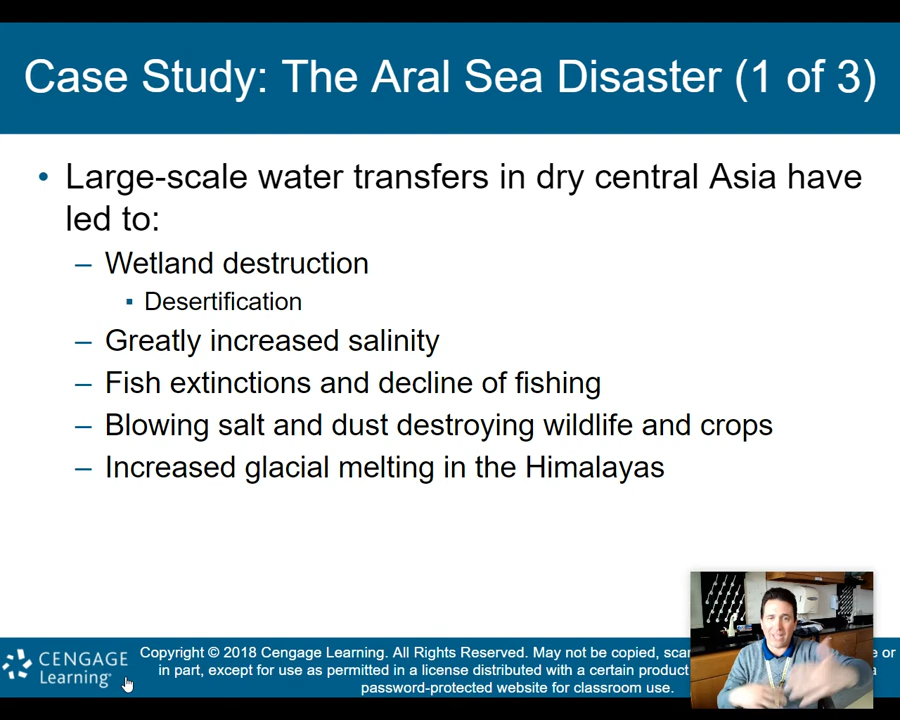 Case Study: The Aral Sea Disaster (1 of 3)
• Large-scale water transfers in dry central Asia have
led to:
– Wetland destruction
▪ Desertification
– Greatly increased salinity
– Fish extinctions and decline of fishing
– Blowing salt and dust destroying wildlife and crops
– Increased glacial melting in the Himalayas
CENGAGE
Learning®
Copyright © 2018 Cengage Learning. All Rights Reserved. May not be copied, or
in part, except for use as permitted in a license distributed with a certain a
password-protected website for classroom use.